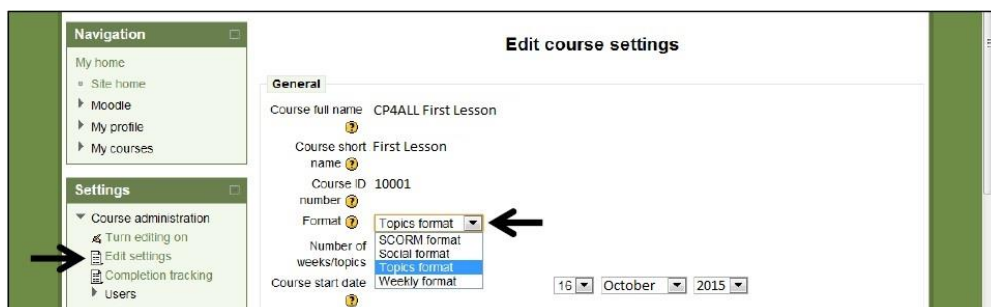 Navigation
My home
Site home
Moodle
My profile
My courses
Settings
Course administration
Turn editing on
Edit settings
Completion tracking
Users
Edit course settings
General
Course full name CP4ALL First Lesson
Course short First Lesson
name
Course ID 10001
number
Format Topics format
SCORM format
Social format
Topics format
Weekly format
Number of
weeks/topics
Course start date 16 October 2015